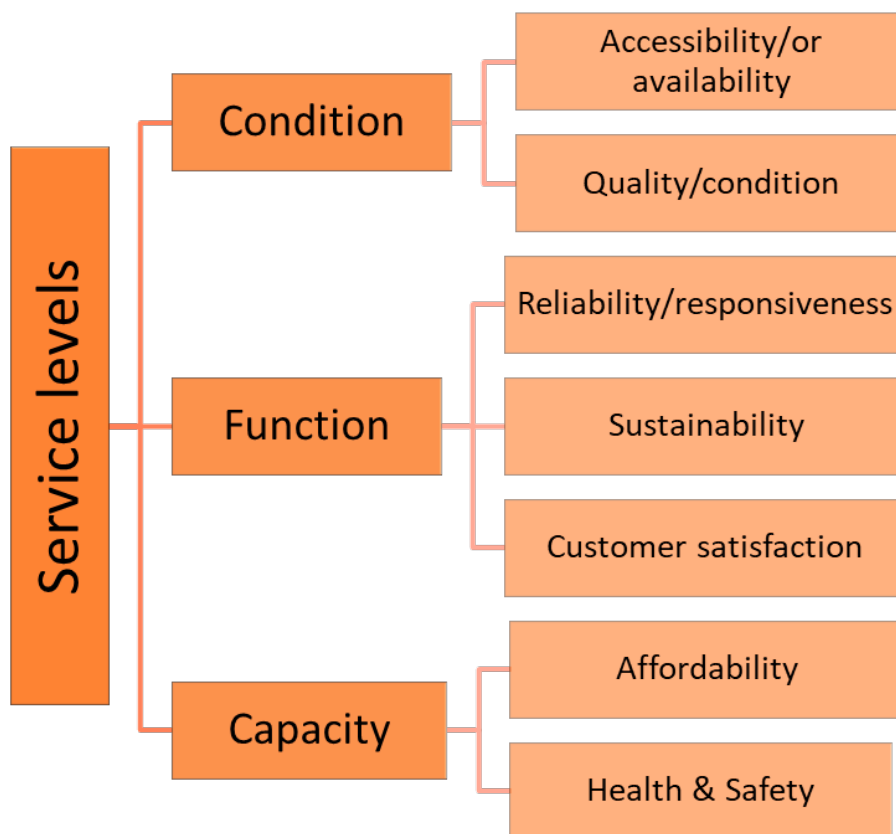 Service levels
Condition
Accessibility/or
availability
Quality/condition
Function
Reliability/responsiveness
Sustainability
Customer satisfaction
Capacity
Affordability
Health & Safety